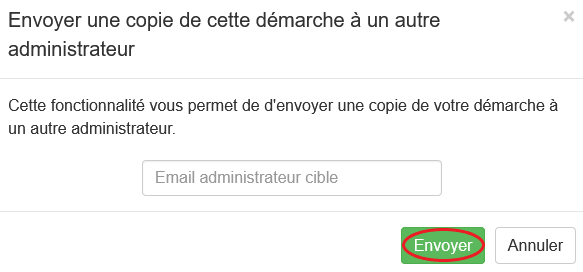 Envoyer une copie de cette démarche à un autre
administrateur
×
Cette fonctionnalité vous permet de d'envoyer une copie de votre démarche à
un autre administrateur.
Email administrateur cible
Envoyer Annuler